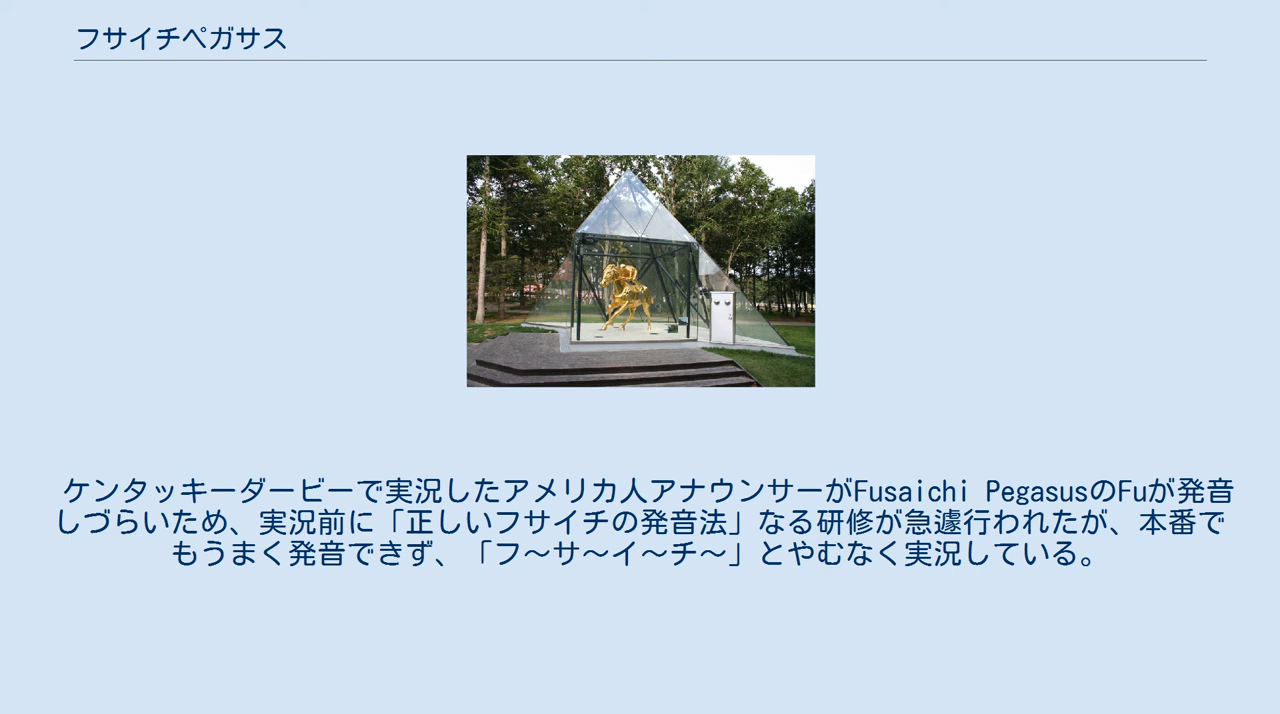 フサイチペガサス
ケンタッキーダービーで実況したアメリカ人アナウンサーがFusaichi PegasusのFuが発音
しづらいため、実況前に「正しいフサイチの発音法」なる研修が急遽行われたが、本番で
もうまく発音できず、「フ〜サ〜イ〜チ〜」とやむなく実況している。